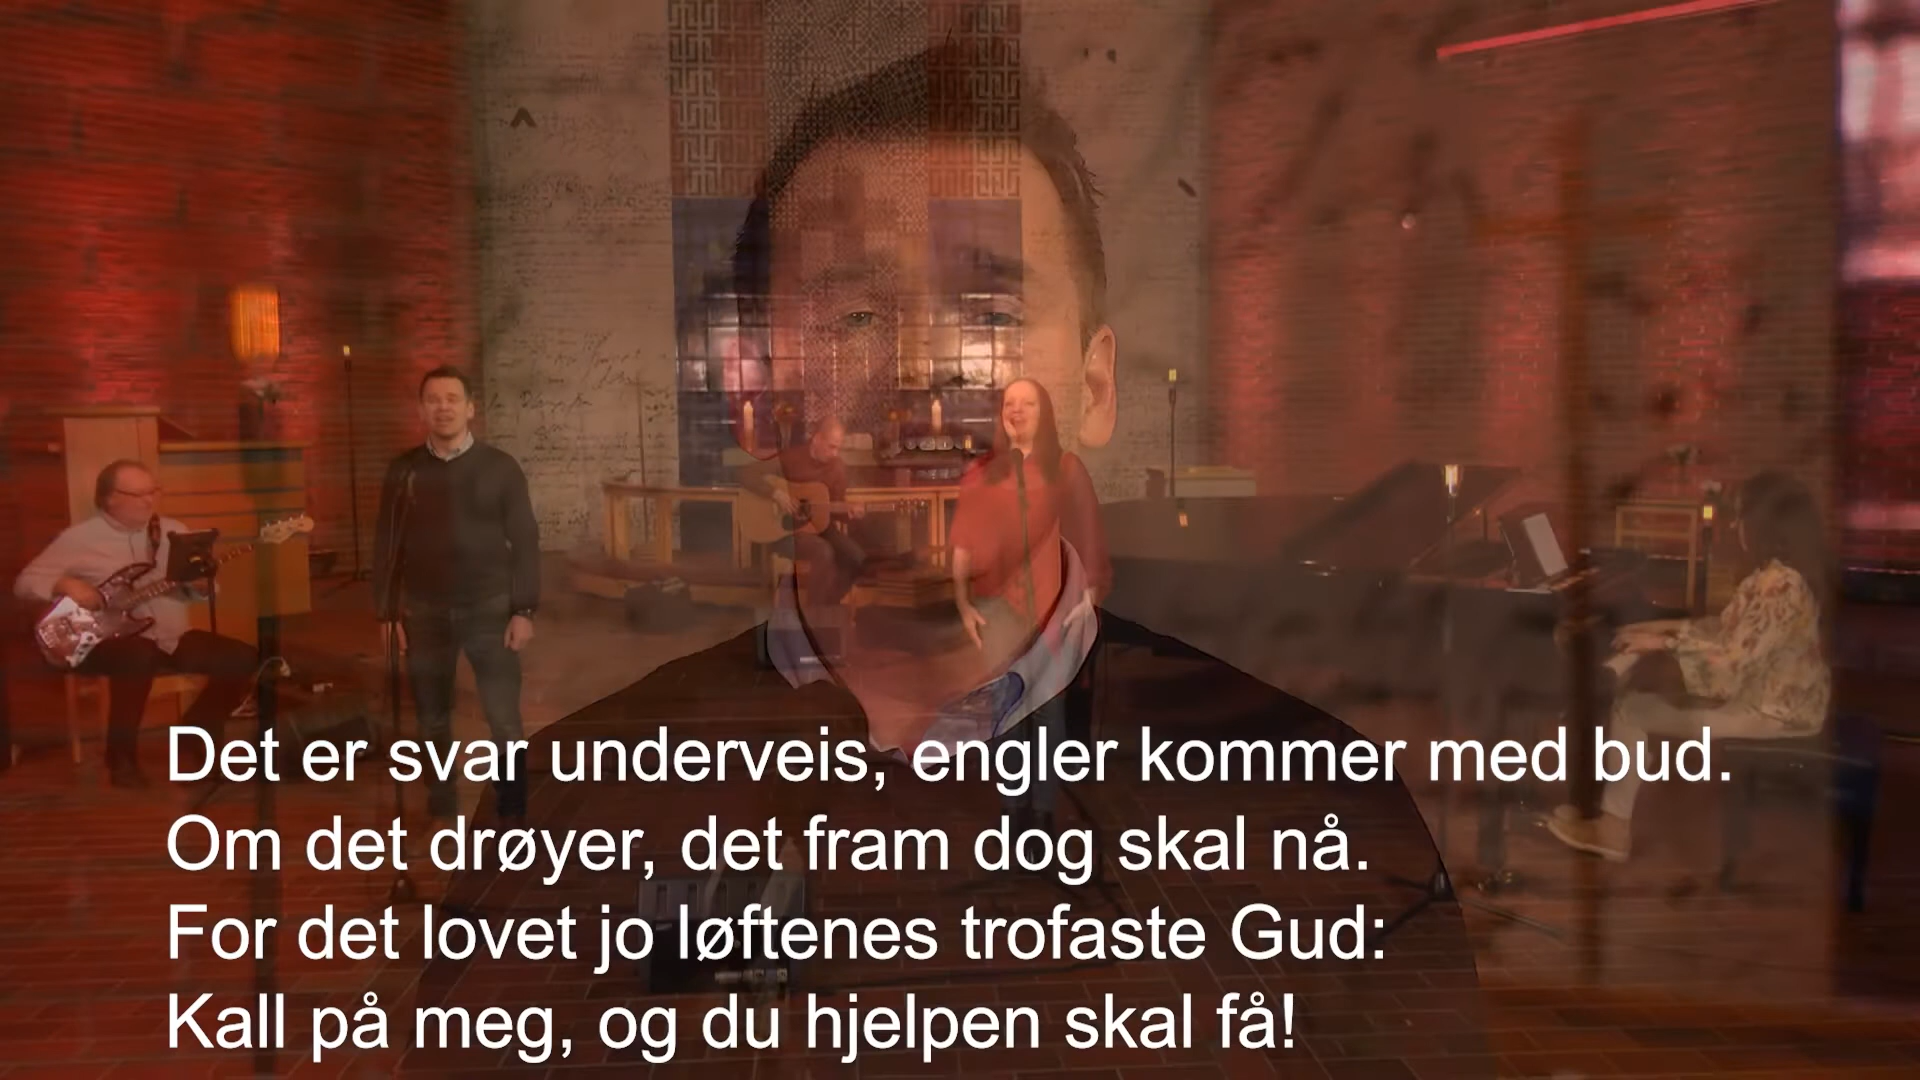 Det er svar underveis, engler kommer med bud.
Om det drøyer, det fram dog skal nå.
For det lovet jo løftenes trofaste Gud:
Kall på meg, og du hjelpen skal få!